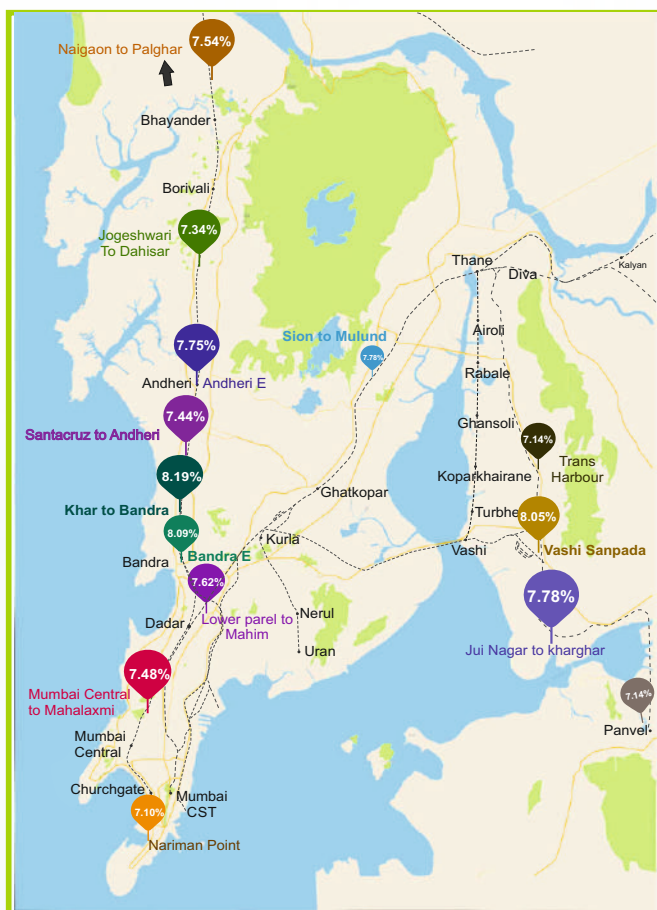 7.54%
Naigaon to Palghar
Bhayander
Borivali
7.34%
Jogeshwari
To Dahisar
Thane
Diva
Kalyan
Airoli
Sion to Mulund
7.78%
7.75%
Andheri
Andheri E
Rabale
7.44%
Santacruz to Andheri
Ghansoli
7.14%
Trans
Harbour
8.19%
Khar to Bandra
Koparkhairane
Ghatkopar
8.09%
Bandra E
Bandra
Kurla
Turbhe
8.05%
Vashi
Vashi Sanpada
7.62%
Lower parel to
Mahim
Dadar
Nerul
Uran
7.78%
Jui Nagar to kharghar
7.48%
Mumbai Central
to Mahalaxmi
7.14%
Panvel
Mumbai
Central
Churchgate
Mumbai
CST
7.10%
Nariman Point